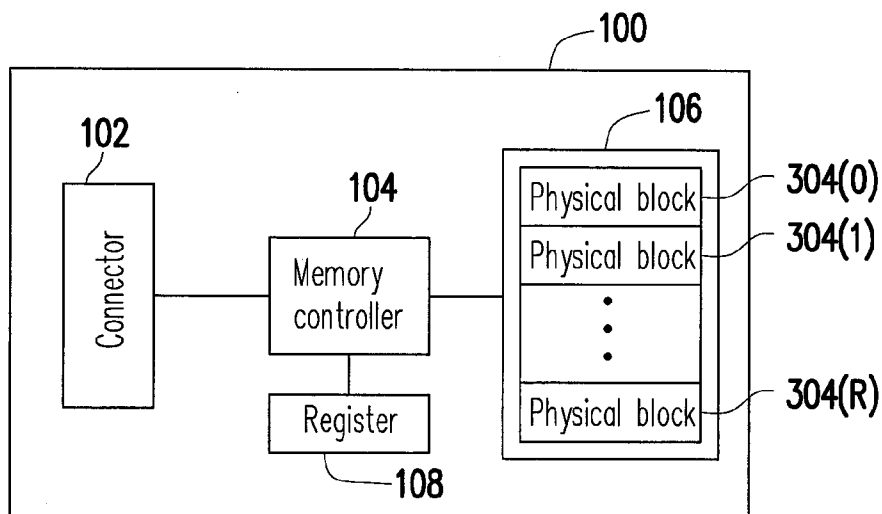 100
106
102
Physical block
304(0)
104
Physical block
304(1)
Connector
Memory
controller
Physical block
304(R)
Register
108